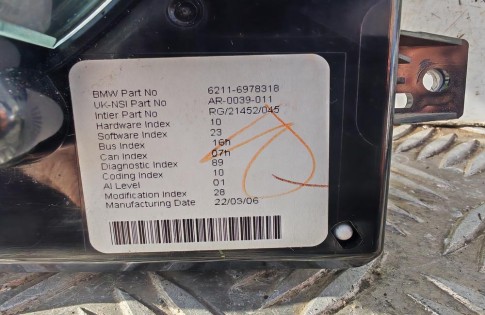 BMW Part No 6211-6978318
UK-NSI Part No AR-0039-011
Intier Part No RG/21452/045
Hardware Index 10
Software Index 23
Bus Index 16h
Can Index 07h
Diagnostic Index 89
Coding Index 10
AI Level 01
Modification Index 28
Manufacturing Date 22/03/06